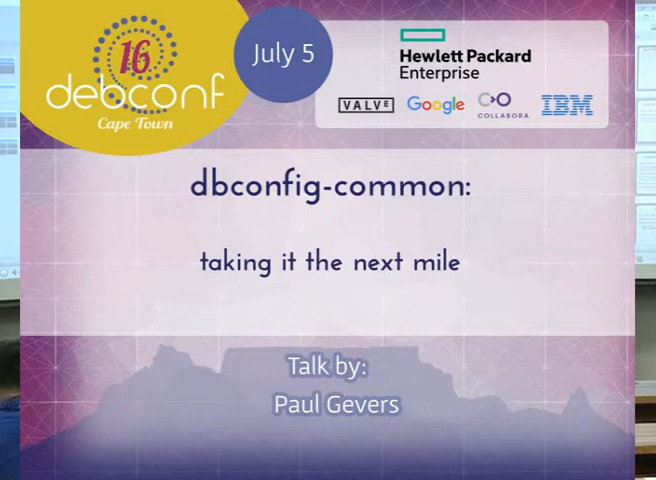 16
debconf
Cape Town
July 5
Hewlett Packard
Enterprise
VALVE Google COLLABORA IBM
dbconfig-common:
taking it the next mile
Talk by:
Paul Gevers